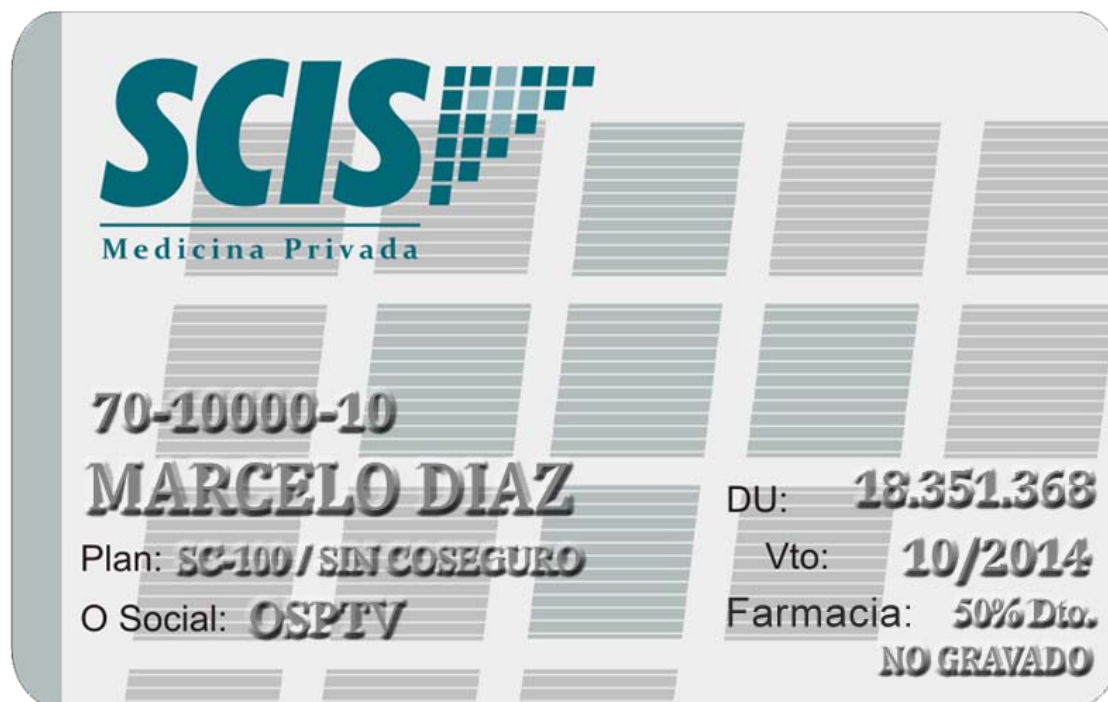 SCIS
Medicina Privada
70-10000-10
MARCELO DIAZ
DU: 18.351.368
Plan: SC-100 / SIN COSEGURO
Vto: 10/2014
O Social: OSPTV
Farmacia: 50% Dto.
NO GRAVADO